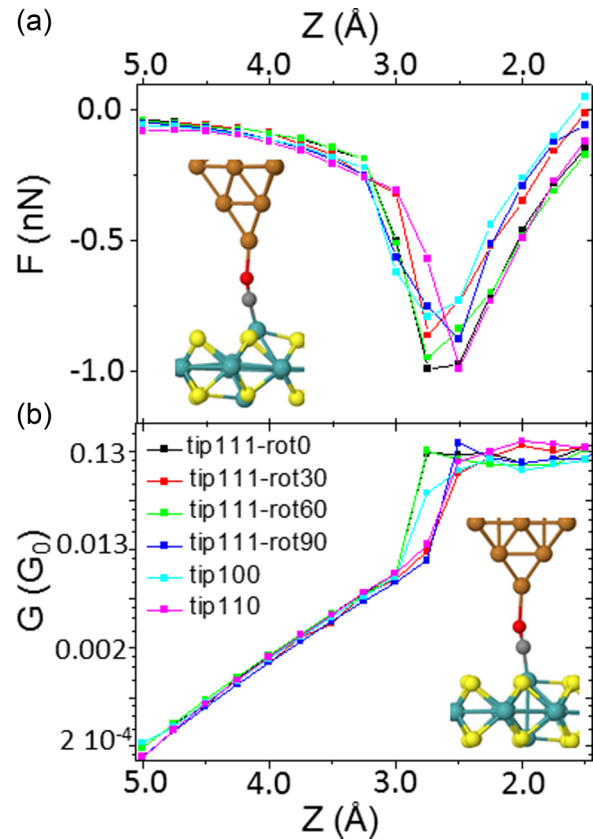 (a)
Z (Å)
5.0 4.0 3.0 2.0
0.0
-0.5
-1.0
F (nN)
(b)
0.13
0.013
0.002
2 10⁻⁴
G (G₀)
tip111-rot0
tip111-rot30
tip111-rot60
tip111-rot90
tip100
tip110
5.0 4.0 3.0 2.0
Z (Å)